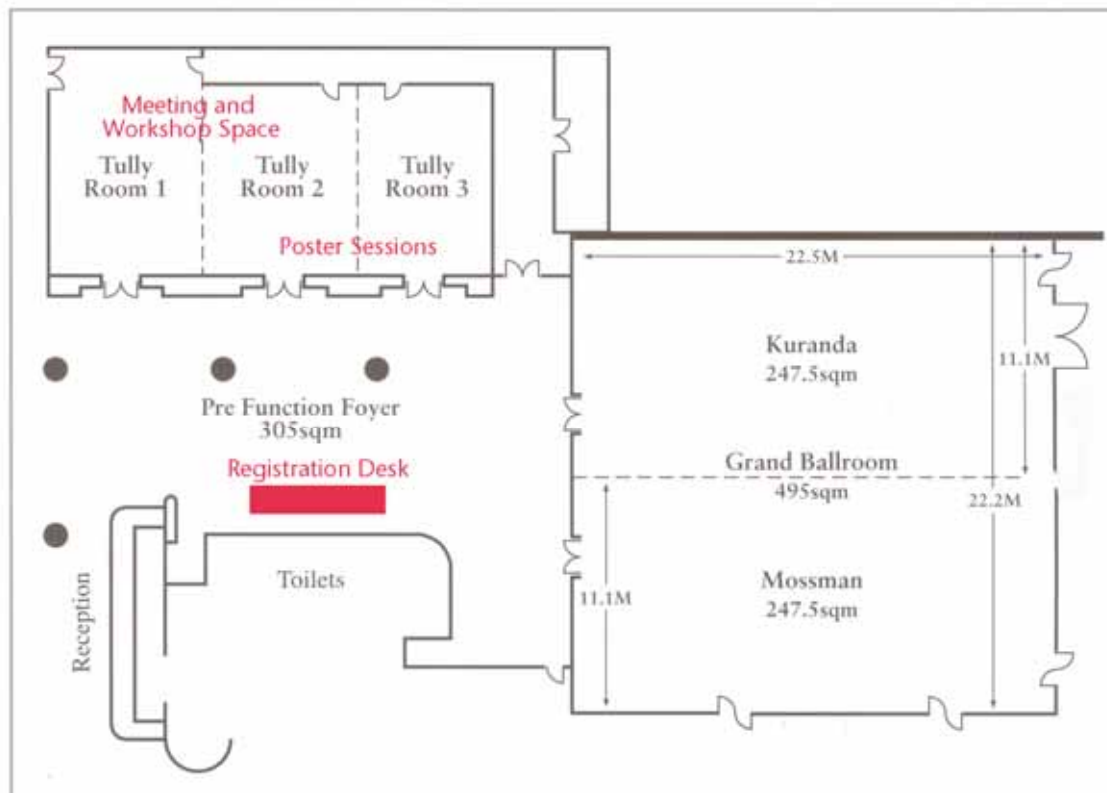 Meeting and
Workshop Space
Tully
Room 1
Tully
Room 2
Tully
Room 3
Poster Sessions
22.5M
Kuranda
247.5sqm
11.1M
Pre Function Foyer
305sqm
Registration Desk
Grand Ballroom
495sqm
22.2M
Toilets
Reception
11.1M
Mossman
247.5sqm